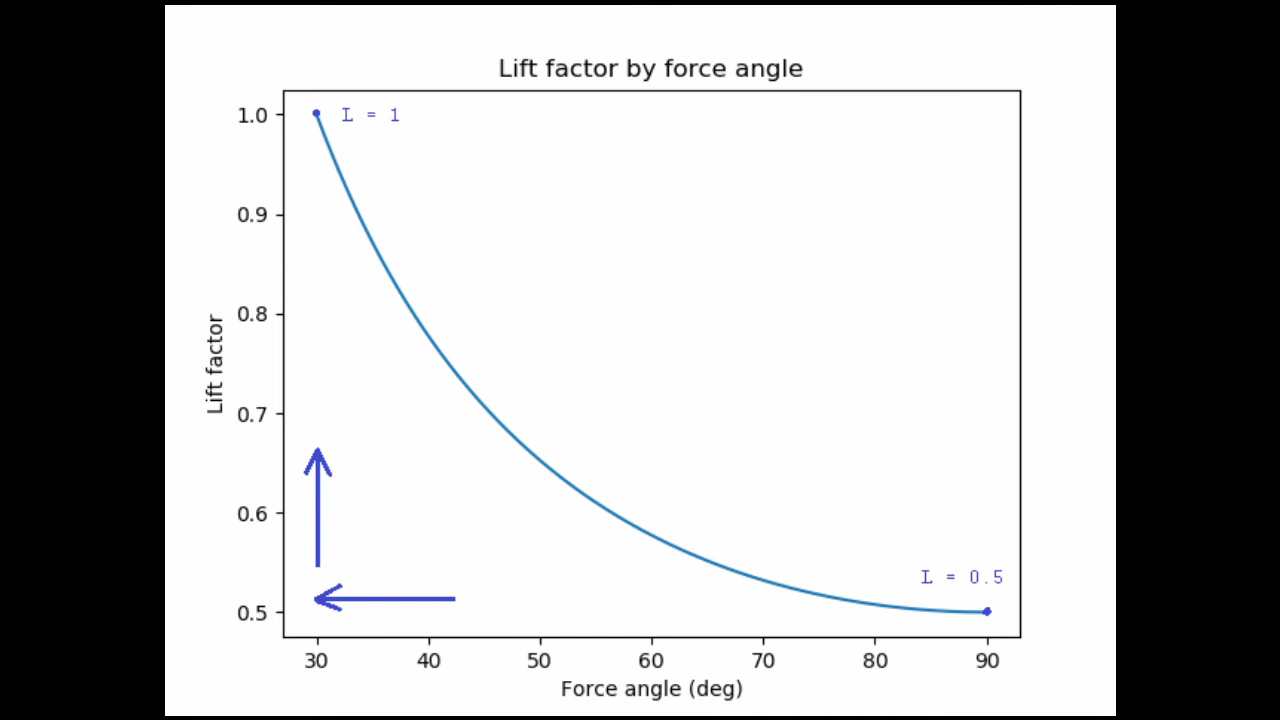 Lift factor by force angle
L = 1
L = 0.5
Lift factor
1.0
0.9
0.8
0.7
0.6
0.5
30 40 50 60 70 80 90
Force angle (deg)